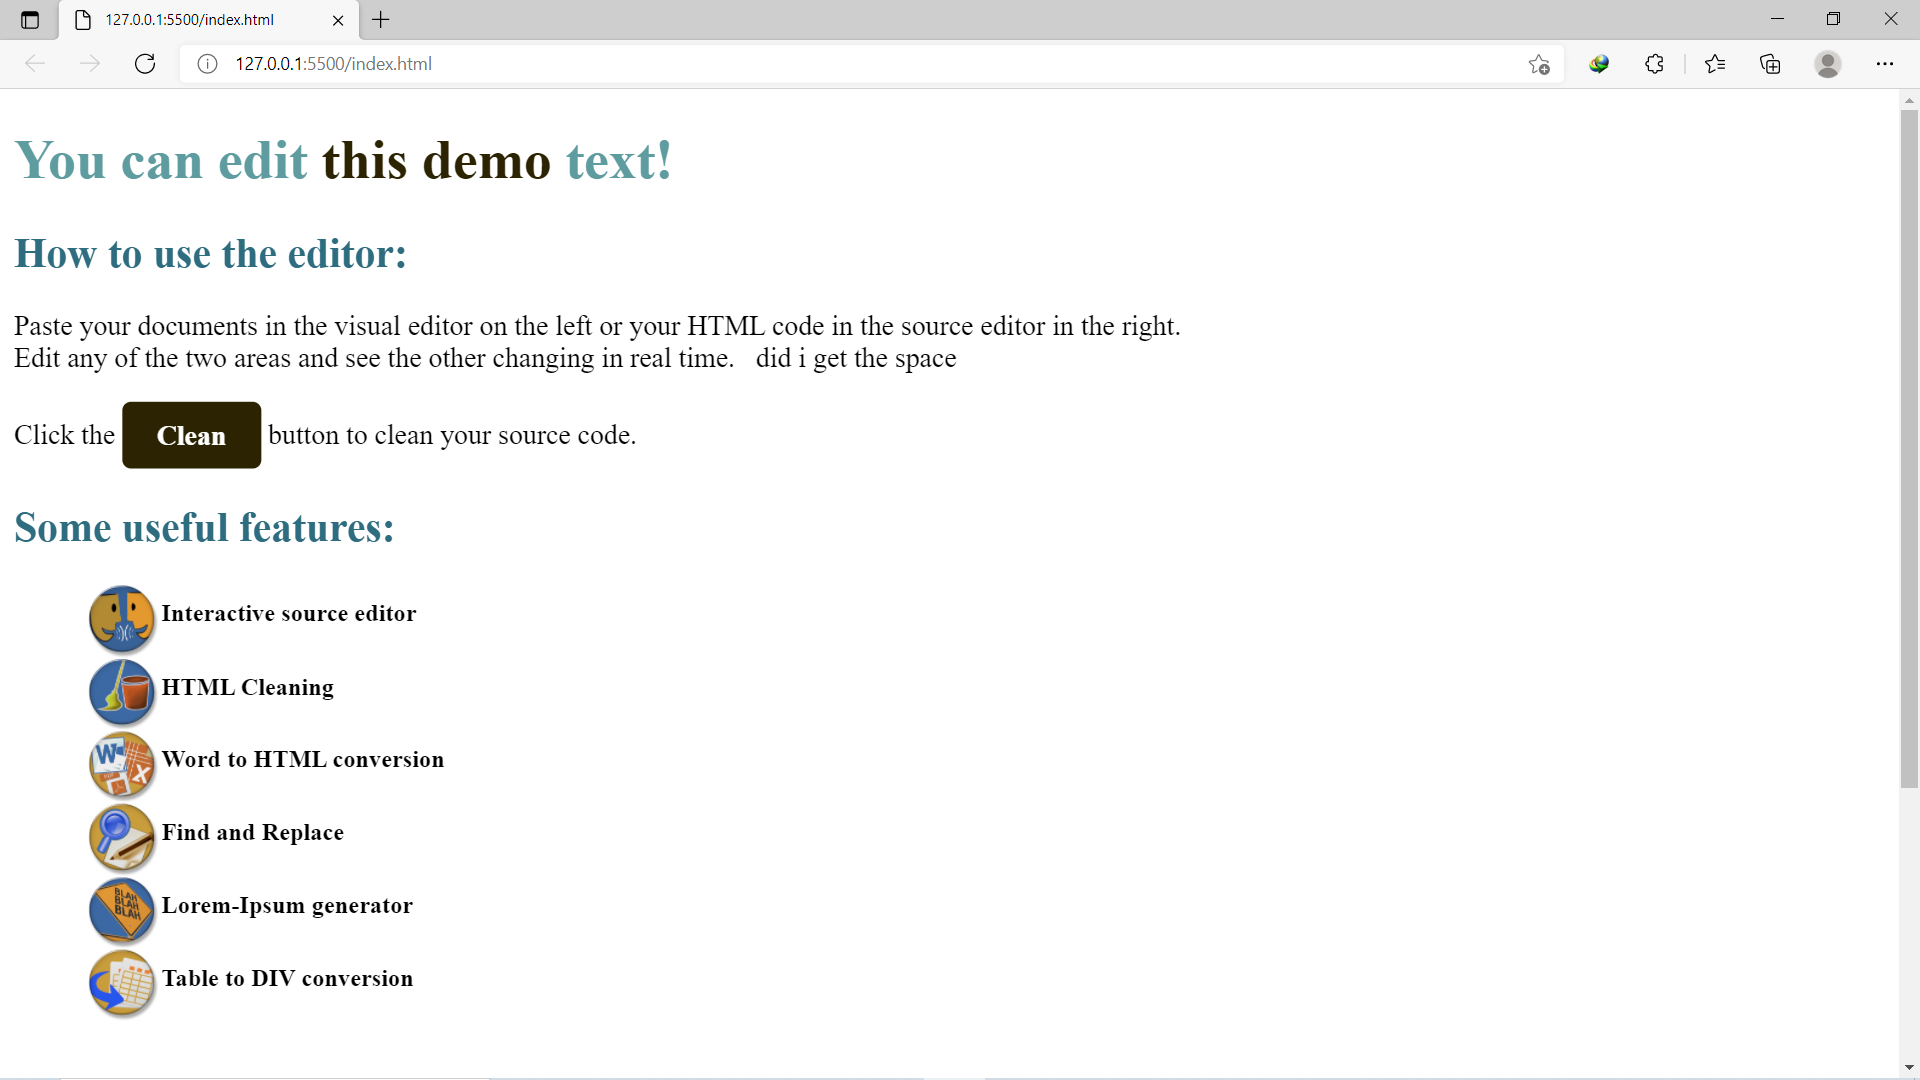 127.0.0.1:5500/index.html
127.0.0.1:5500/index.html
You can edit this demo text!
How to use the editor:
Paste your documents in the visual editor on the left or your HTML code in the source editor in the right.
Edit any of the two areas and see the other changing in real time.   did i get the space
Click the Clean button to clean your source code.
Some useful features:
Interactive source editor
HTML Cleaning
W
X
PDF
Word to HTML conversion
Find and Replace
BLAH
BLAH
BLAH
Lorem-Ipsum generator
Table to DIV conversion